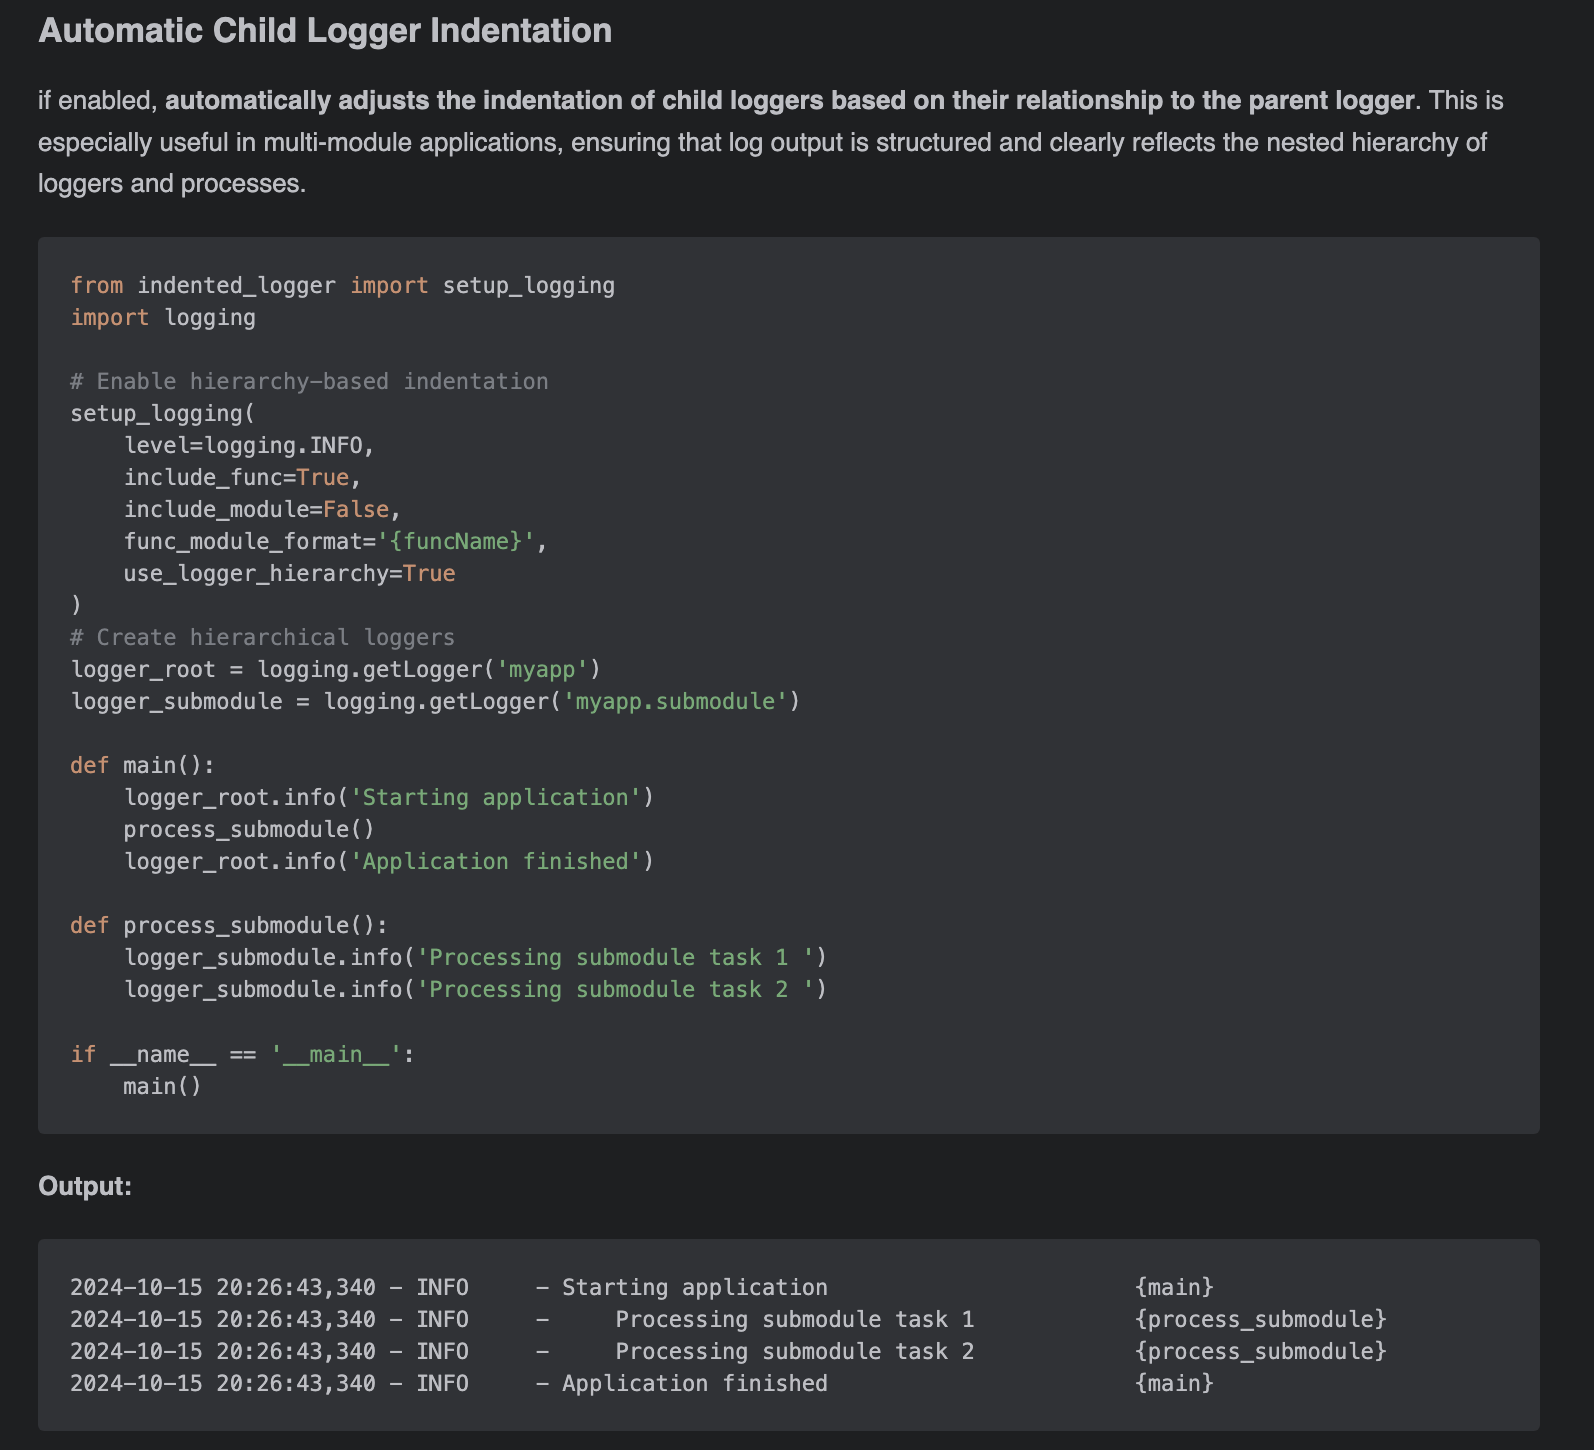 Automatic Child Logger Indentation
if enabled, automatically adjusts the indentation of child loggers based on their relationship to the parent logger. This is
especially useful in multi-module applications, ensuring that log output is structured and clearly reflects the nested hierarchy of
loggers and processes.
from indented_logger import setup_logging
import logging
# Enable hierarchy-based indentation
setup_logging(
    level=logging.INFO,
    include_func=True,
    include_module=False,
    func_module_format='{funcName}',
    use_logger_hierarchy=True
)
# Create hierarchical loggers
logger_root = logging.getLogger('myapp')
logger_submodule = logging.getLogger('myapp.submodule')
def main():
    logger_root.info('Starting application')
    process_submodule()
    logger_root.info('Application finished')
def process_submodule():
    logger_submodule.info('Processing submodule task 1 ')
    logger_submodule.info('Processing submodule task 2 ')
if __name__ == '__main__':
    main()
Output:
2024-10-15 20:26:43,340 - INFO     - Starting application                       {main}
2024-10-15 20:26:43,340 - INFO     -     Processing submodule task 1            {process_submodule}
2024-10-15 20:26:43,340 - INFO     -     Processing submodule task 2            {process_submodule}
2024-10-15 20:26:43,340 - INFO     - Application finished                       {main}